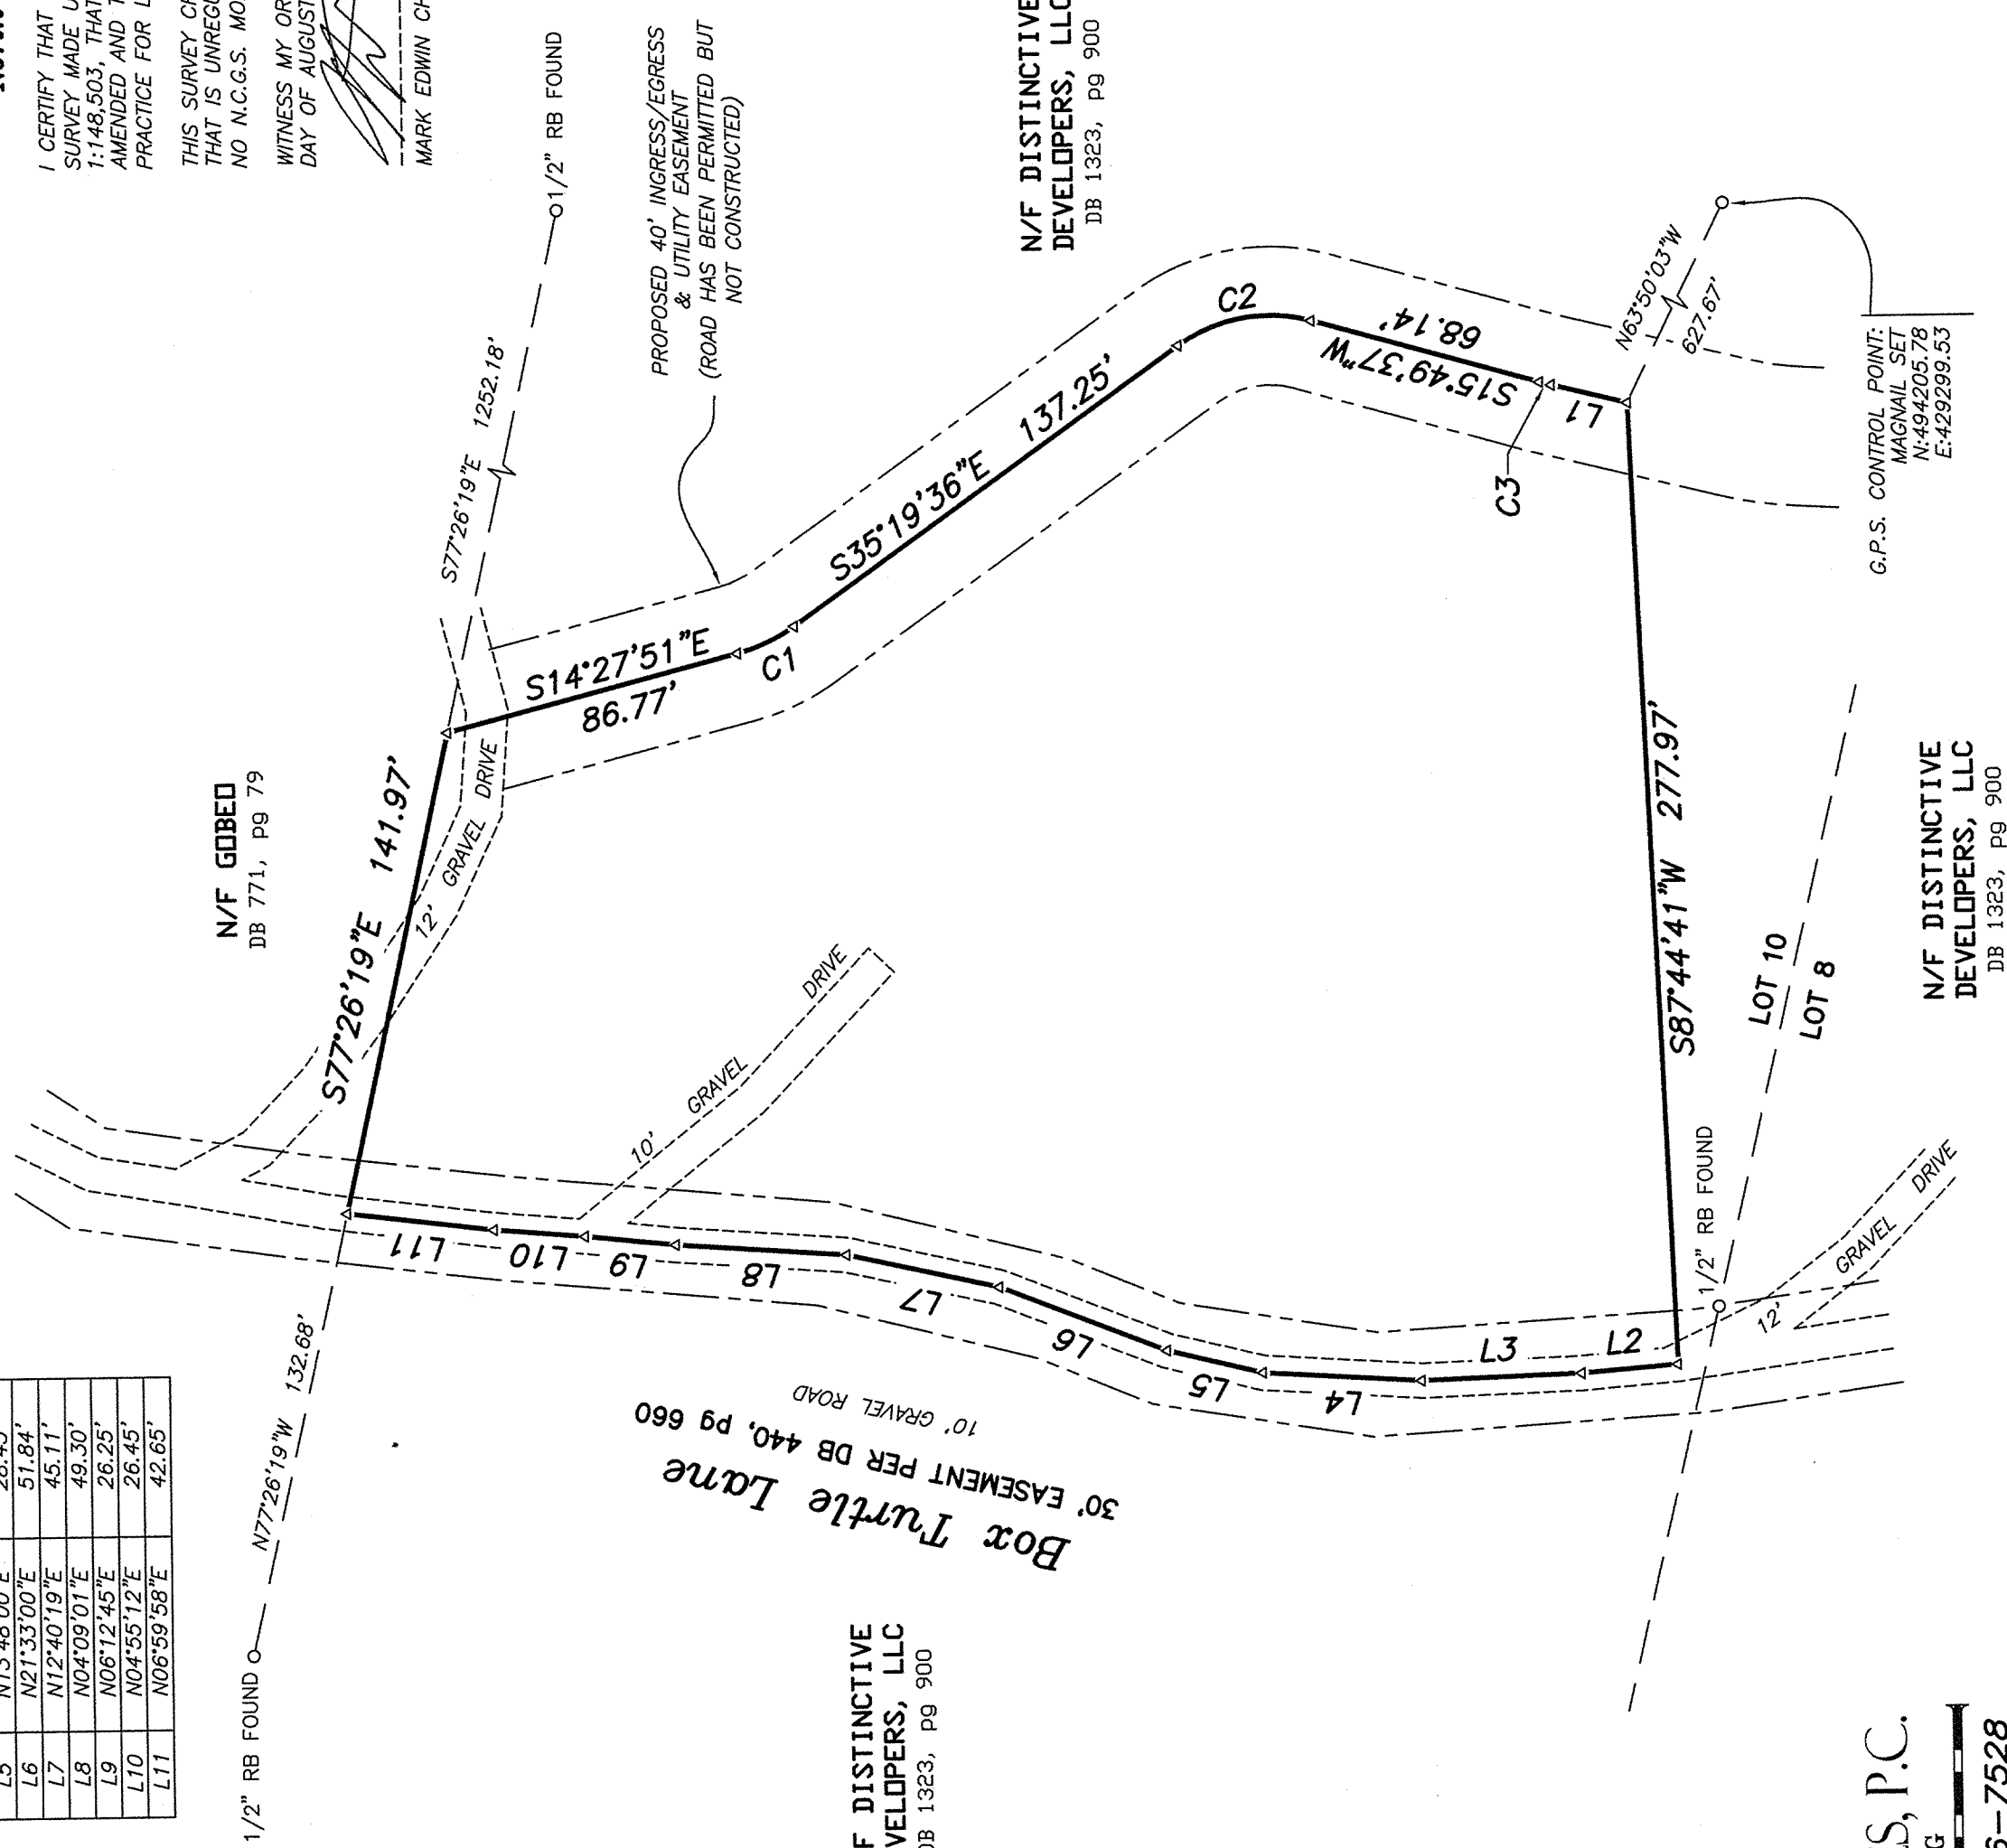 I CERTIFY THAT
SURVEY MADE U
1:148,503, THAT
AMENDED AND T
PRACTICE FOR L
THIS SURVEY CR
THAT IS UNREGU
NO N.C.G.S. MO
WITNESS MY OR
DAY OF AUGUST
MARK EDWIN CH
1/2" RB FOUND
S77°26'19"E 1252.18'
PROPOSED 40' INGRESS/EGRESS
& UTILITY EASEMENT
(ROAD HAS BEEN PERMITTED BUT
NOT CONSTRUCTED)
N/F DISTINCTIVE
DEVELOPERS, LLC
DB 1323, pg 900
N/F GOBED
DB 771, pg 79
S77°26'19"E 141.97'
12' GRAVEL DRIVE
S14°27'51"E
86.77'
C1
S35°19'36"E 137.25'
C2
S15°49'37"W
68.14'
C3
L1
N63°50'03"W
627.67'
G.P.S. CONTROL POINT:
MAGNAIL SET
N:494205.78
E:429299.53
S87°44'41"W 277.97'
10' GRAVEL DRIVE
LOT 10
LOT 8
N/F DISTINCTIVE
DEVELOPERS, LLC
DB 1323, pg 900
1/2" RB FOUND
12' GRAVEL DRIVE
L2
L3
L4
L5
L6
L7
L8
L9
L10
L11
Box Turtle Lane
30' EASEMENT PER DB 440, pg 660
10' GRAVEL ROAD
N77°26'19"W 132.68'
1/2" RB FOUND
L5 N13°48'00"E
L6 N21°33'00"E 51.84'
L7 N12°40'19"E 45.11'
L8 N04°09'01"E 49.30'
L9 N06°12'45"E 26.25'
L10 N04°55'12"E 26.45'
L11 N06°59'58"E 42.65'
F DISTINCTIVE
VELOPERS, LLC
DB 1323, pg 900
S, P.C.
G
6-7528